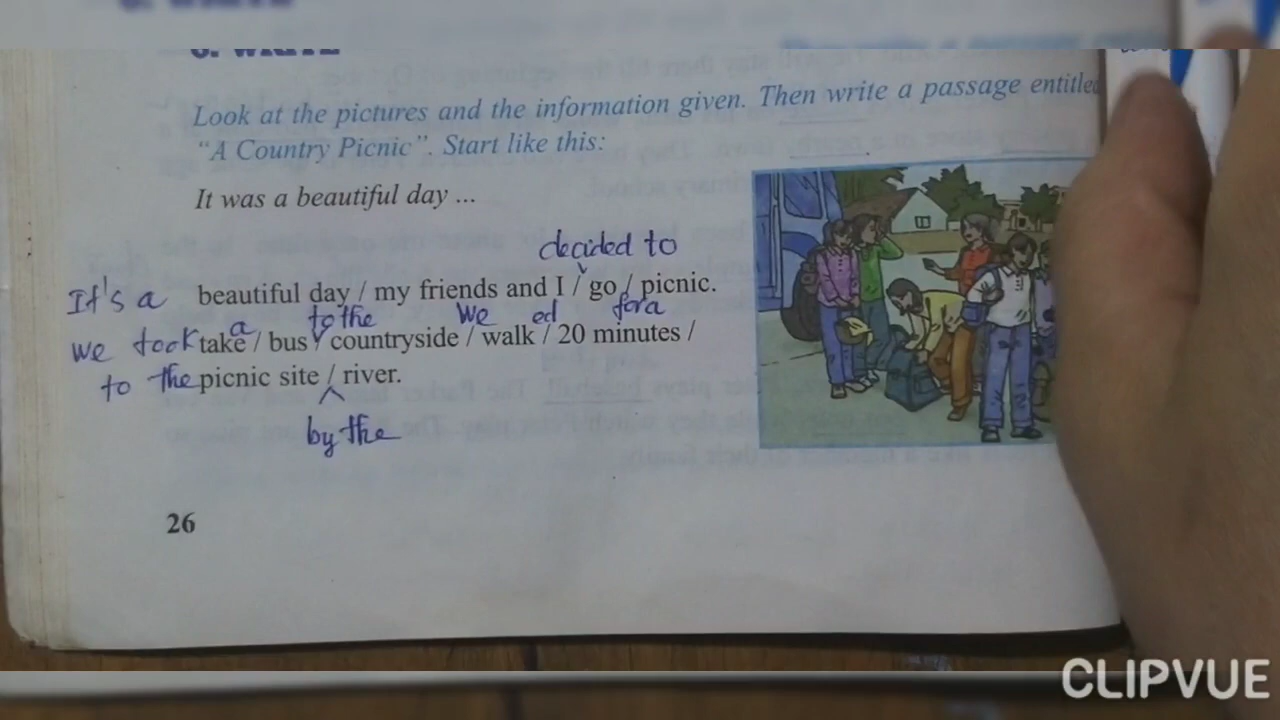 6. WRITE
Look at the pictures and the information given. Then write a passage entitled
"A Country Picnic". Start like this:
It was a beautiful day ...
decided to
It's a beautiful day / my friends and I / go / picnic.
a to the We ed for a
we took take / bus / countryside / walk / 20 minutes /
to the picnic site / river.
by the
26
CLIPVUE